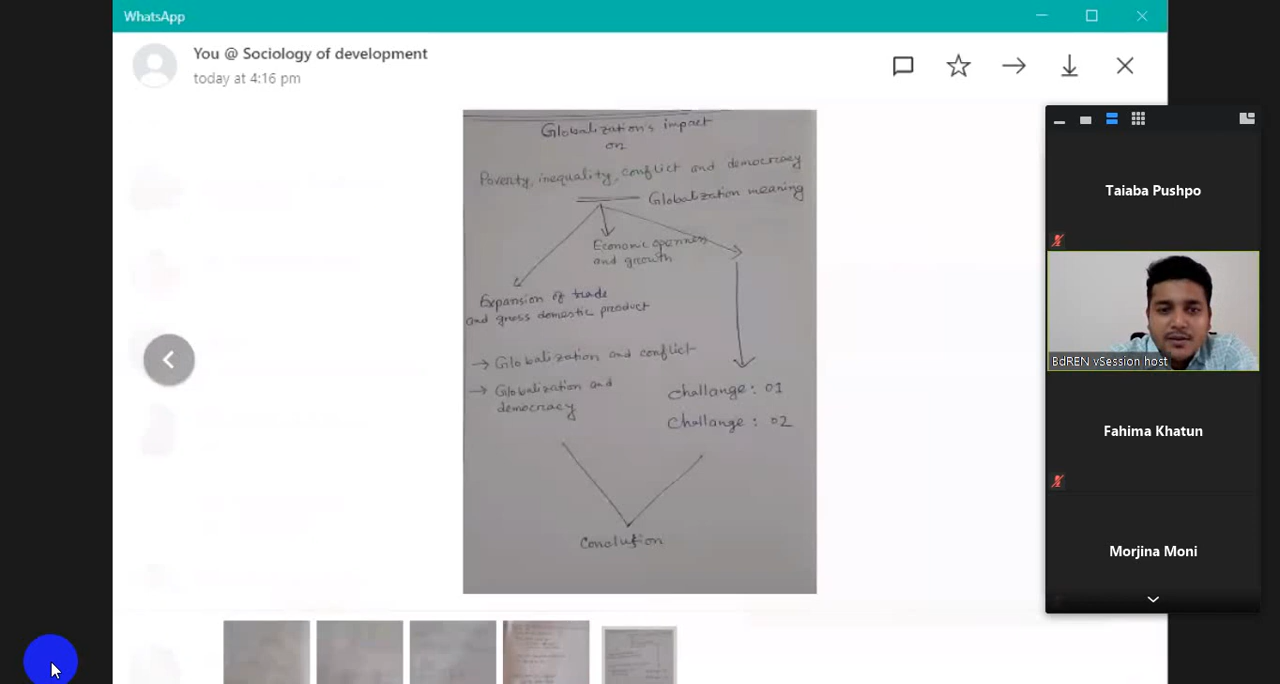 WhatsApp
You @ Sociology of development
today at 4:16 pm
Globalization's impact
on
Poverty, inequality, conflict and democracy
Globalization meaning
Economic openness
and growth
Expansion of trade
and gross domestic product
→ Globalization and conflict
→ Globalization and
democracy
challange : 01
challange : 02
Conclution
Taiaba Pushpo
BdREN vSession host
Fahima Khatun
Morjina Moni